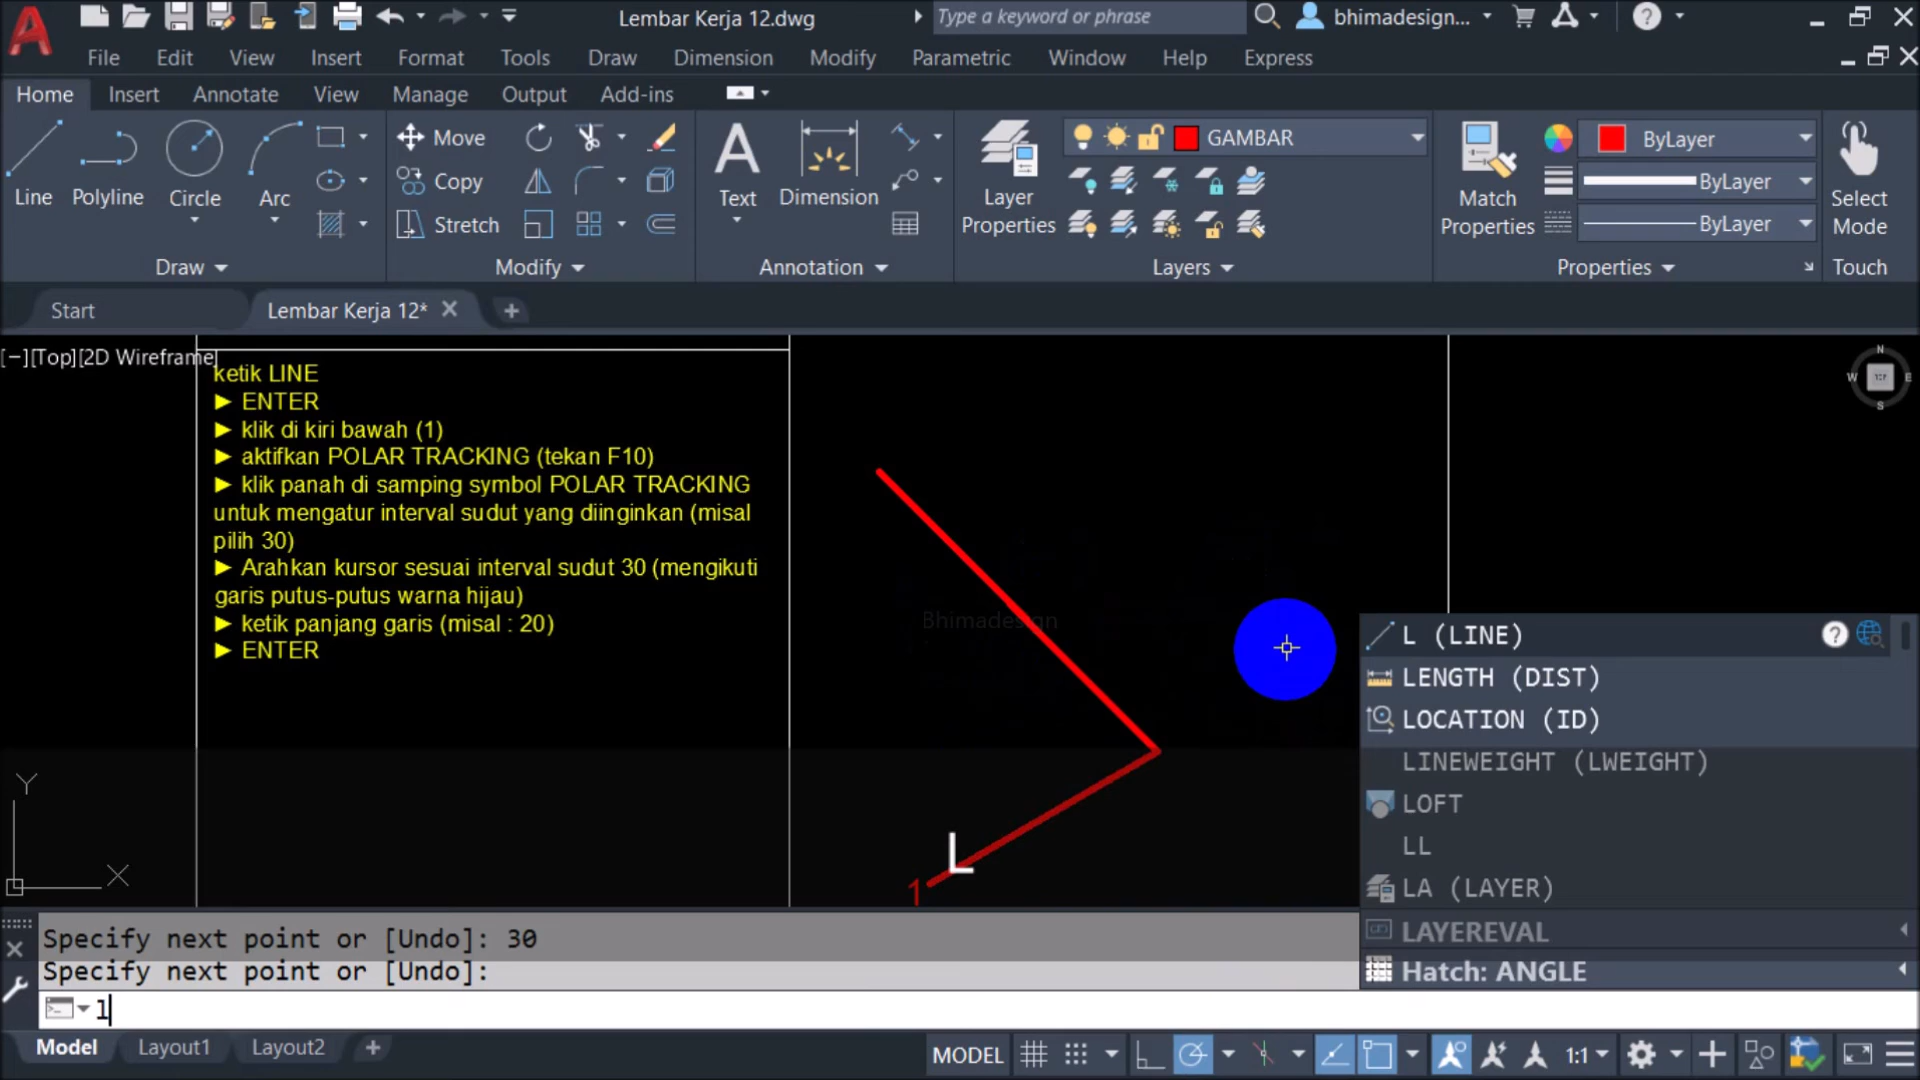 Lembar Kerja 12.dwg
Type a keyword or phrase
bhimadesign...
File Edit View Insert Format Tools Draw Dimension Modify Parametric Window Help Express
Home Insert Annotate View Manage Output Add-ins
Line
Polyline
Circle
Arc
Move
Copy
Stretch
Text
Dimension
Layer
Properties
GAMBAR
Match
Properties
ByLayer
ByLayer
ByLayer
Select
Mode
Draw
Modify
Annotation
Layers
Properties
Touch
Start
Lembar Kerja 12*
[−][Top][2D Wireframe]
N
W
E
S
ketik LINE
► ENTER
► klik di kiri bawah (1)
► aktifkan POLAR TRACKING (tekan F10)
► klik panah di samping symbol POLAR TRACKING
untuk mengatur interval sudut yang diinginkan (misal
pilih 30)
► Arahkan kursor sesuai interval sudut 30 (mengikuti
garis putus-putus warna hijau)
► ketik panjang garis (misal : 20)
► ENTER
Bhimadesign
L (LINE)
LENGTH (DIST)
LOCATION (ID)
LINEWEIGHT (LWEIGHT)
LOFT
LL
LA (LAYER)
LAYEREVAL
Hatch: ANGLE
Y
X
L
1
Specify next point or [Undo]: 30
Specify next point or [Undo]:
l
Model Layout1 Layout2
MODEL
1:1